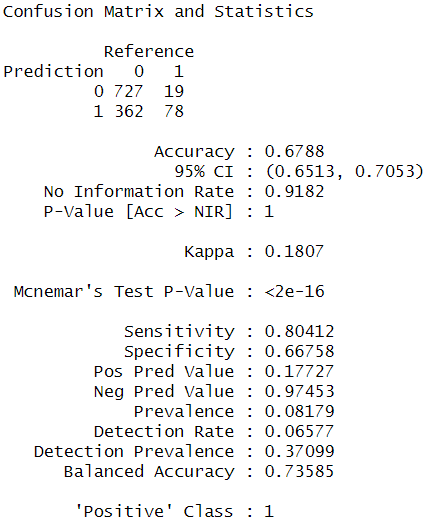 Confusion Matrix and Statistics
Reference
Prediction 0 1
0 727 19
1 362 78
Accuracy : 0.6788
95% CI : (0.6513, 0.7053)
No Information Rate : 0.9182
P-Value [Acc > NIR] : 1
Kappa : 0.1807
Mcnemar's Test P-Value : <2e-16
Sensitivity : 0.80412
Specificity : 0.66758
Pos Pred Value : 0.17727
Neg Pred Value : 0.97453
Prevalence : 0.08179
Detection Rate : 0.06577
Detection Prevalence : 0.37099
Balanced Accuracy : 0.73585
'Positive' Class : 1